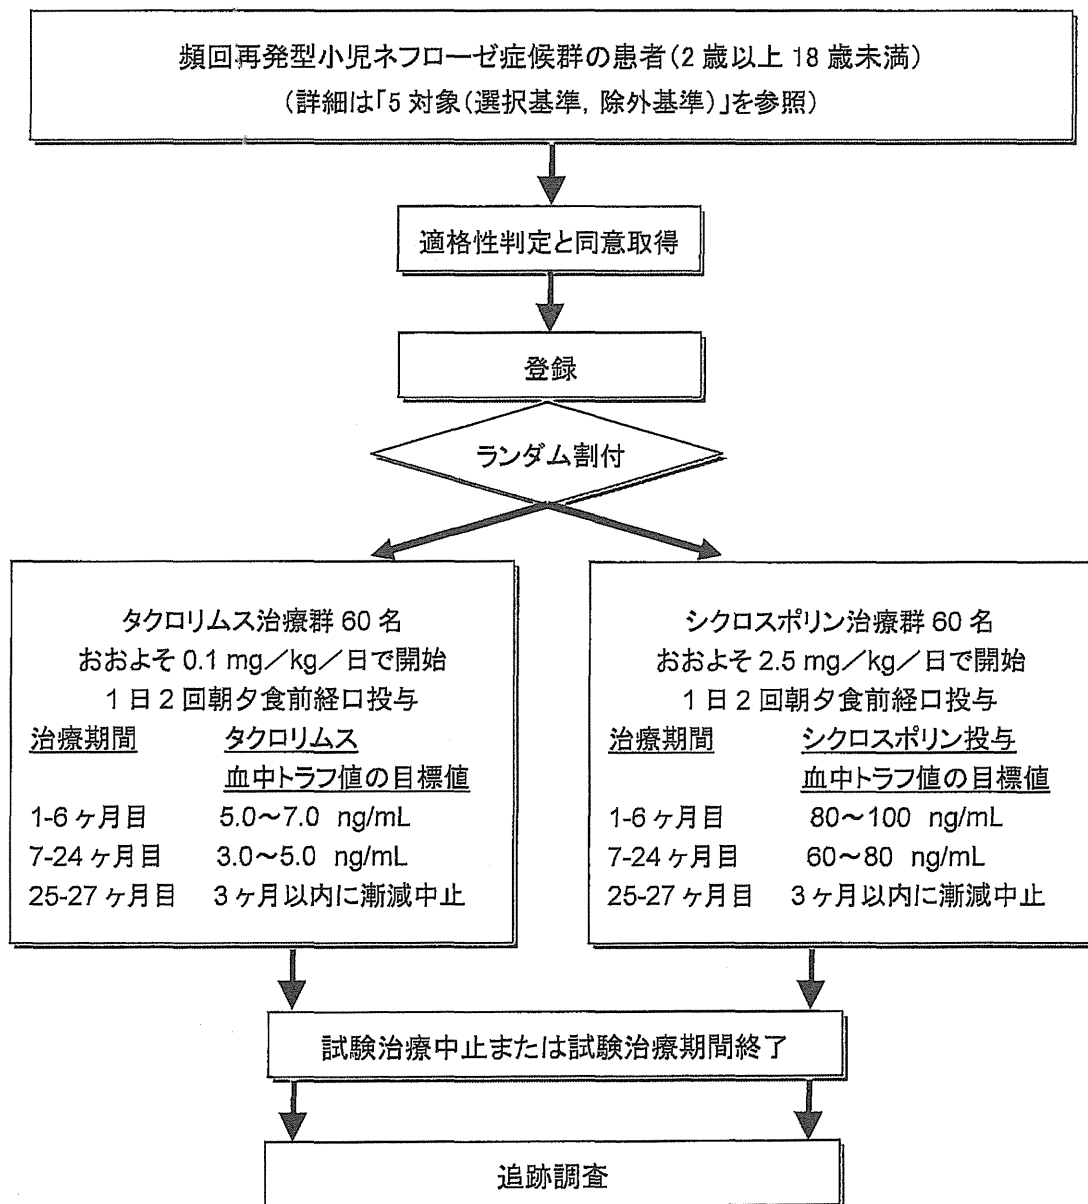 頻回再発型小児ネフローゼ症候群の患者(2歳以上18歳未満)
(詳細は「5対象(選択基準,除外基準)」を参照)
適格性判定と同意取得
登録
ランダム割付
タクロリムス治療群60名
おおよそ0.1 mg/kg/日で開始
1日2回朝夕食前経口投与
治療期間 タクロリムス
血中トラフ値の目標値
1-6ヶ月目 5.0～7.0 ng/mL
7-24ヶ月目 3.0～5.0 ng/mL
25-27ヶ月目 3ヶ月以内に漸減中止
シクロスポリン治療群60名
おおよそ2.5 mg/kg/日で開始
1日2回朝夕食前経口投与
治療期間 シクロスポリン投与
血中トラフ値の目標値
1-6ヶ月目 80～100 ng/mL
7-24ヶ月目 60～80 ng/mL
25-27ヶ月目 3ヶ月以内に漸減中止
試験治療中止または試験治療期間終了
追跡調査